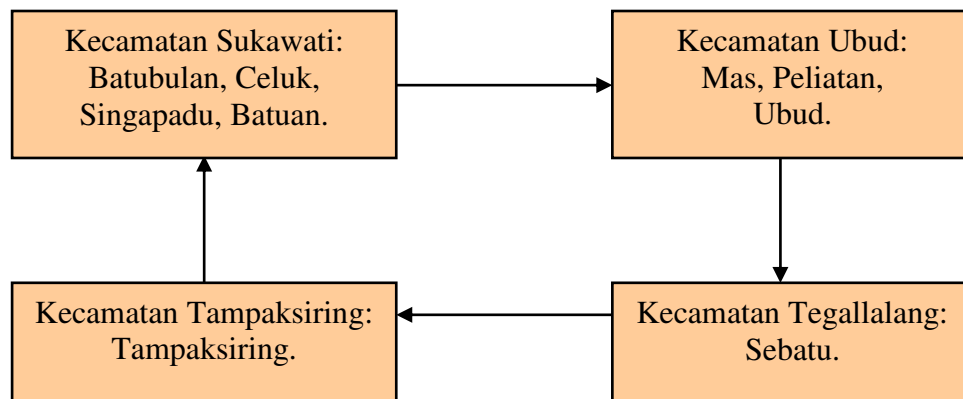 Kecamatan Sukawati:
Batubulan, Celuk,
Singapadu, Batuan.
Kecamatan Ubud:
Mas, Peliatan,
Ubud.
Kecamatan Tampaksiring:
Tampaksiring.
Kecamatan Tegallalang:
Sebatu.